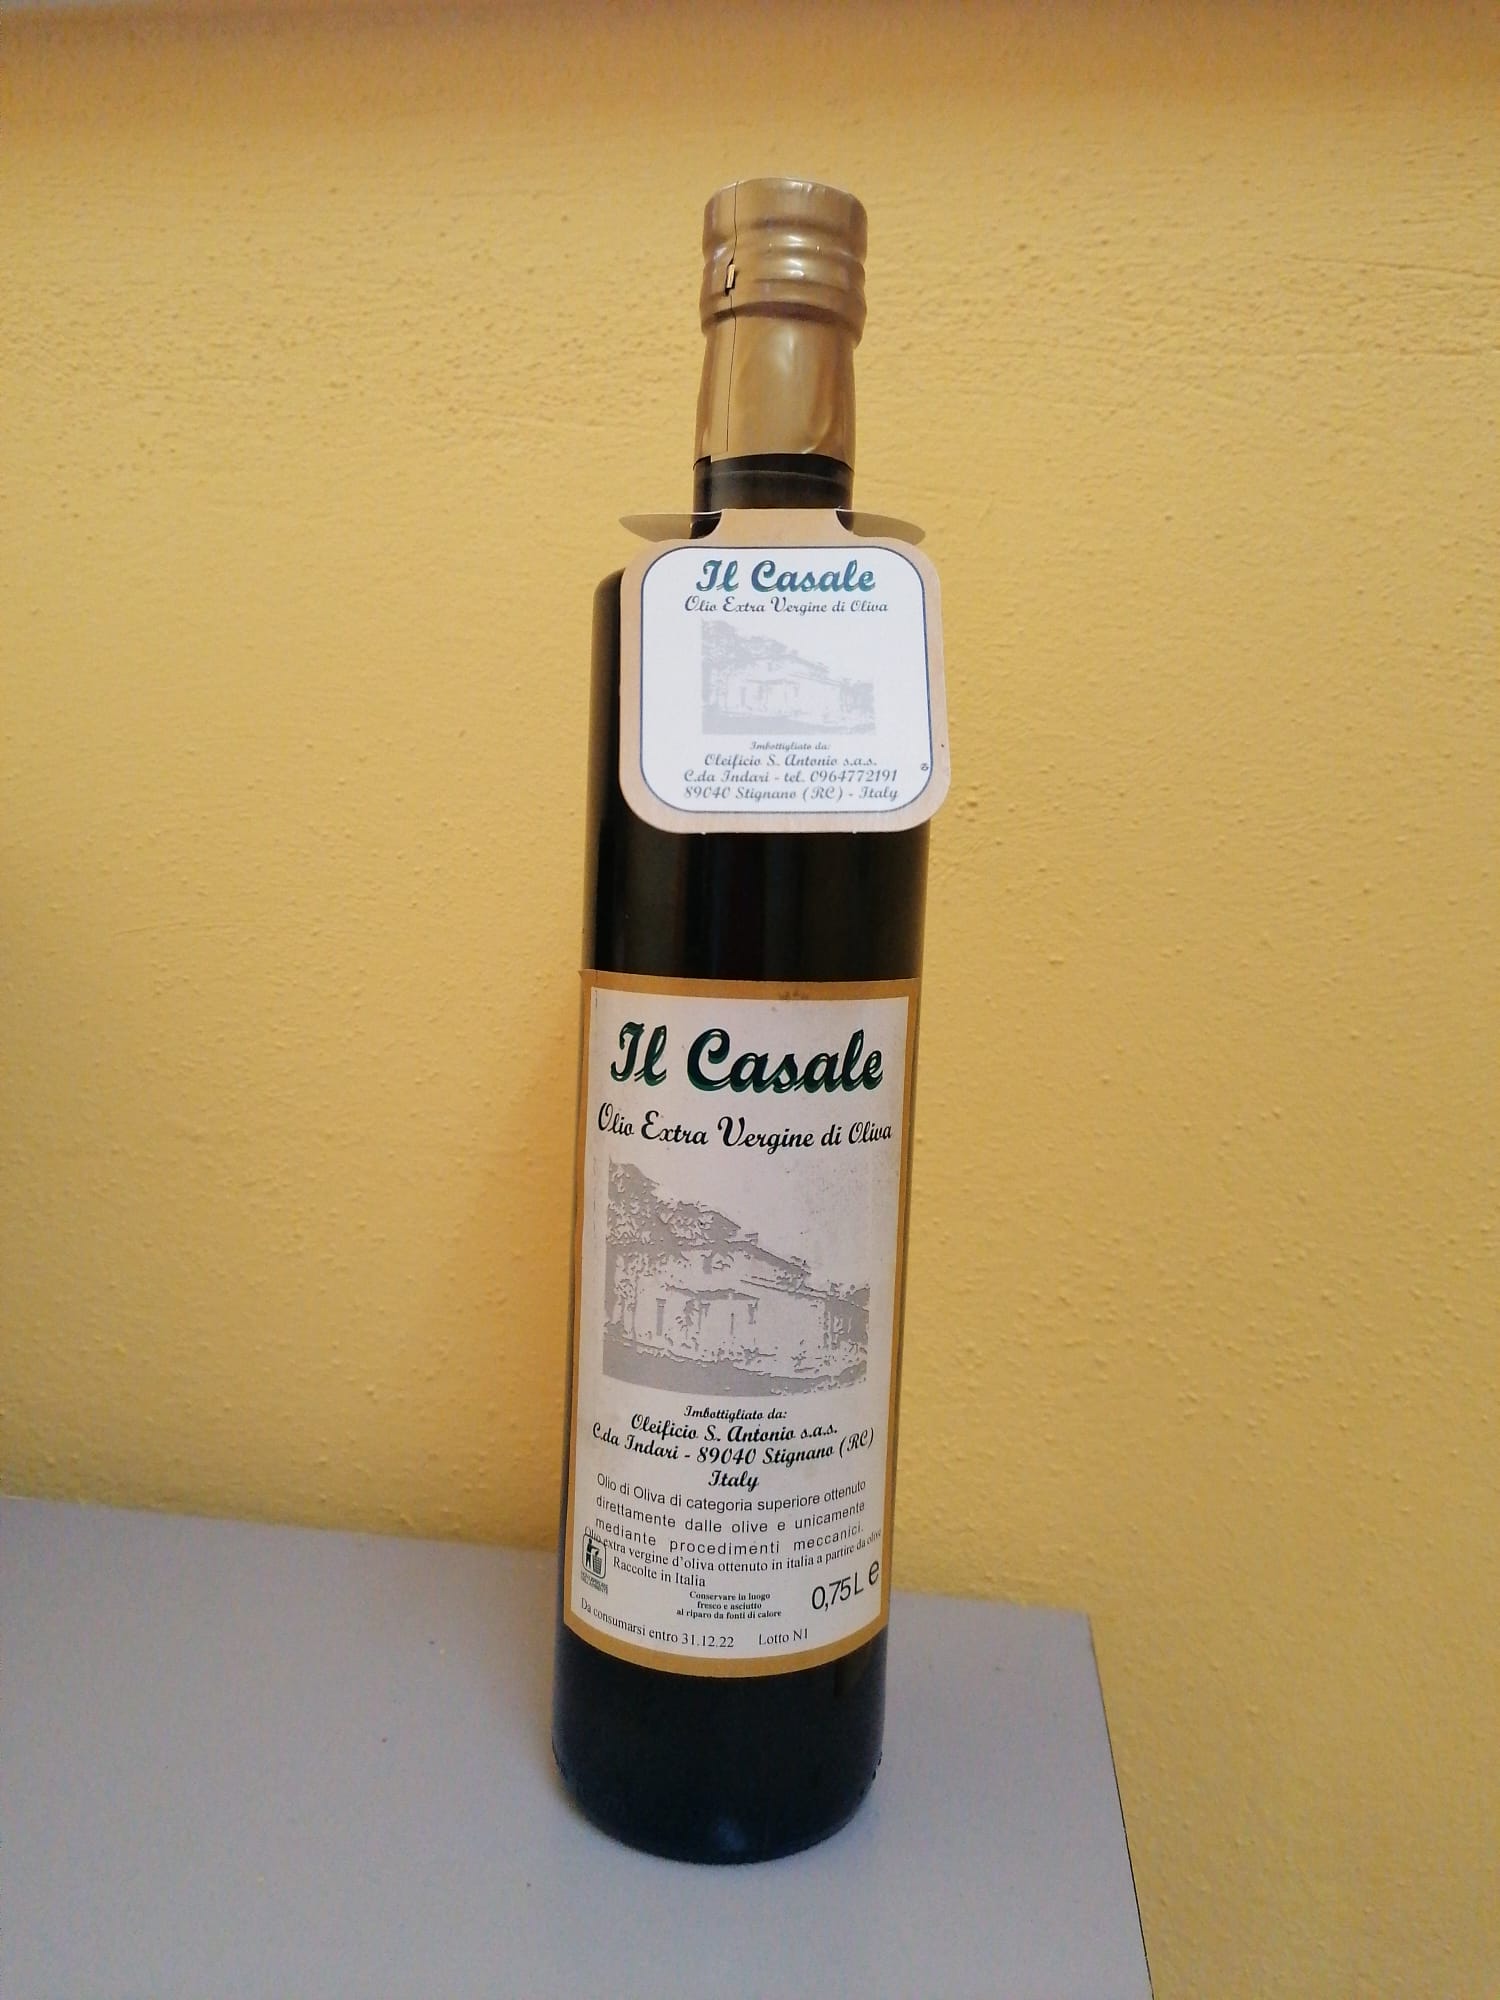 Il Casale
Olio Extra Vergine di Oliva
Imbottigliato da:
Oleificio S. Antonio s.a.s.
C.da Indari - tel. 0964772191
89040 Stignano (RC) - Italy
Il Casale
Olio Extra Vergine di Oliva
Imbottigliato da:
Oleificio S. Antonio s.a.s.
C.da Indari - 89040 Stignano (RC)
Italy
Olio di Oliva di categoria superiore ottenuto
direttamente dalle olive e unicamente
mediante procedimenti meccanici.
Olio extra vergine d'oliva ottenuto in italia a partire da olive
Raccolte in Italia
Conservare in luogo
fresco e asciutto
al riparo da fonti di calore
0,75L e
Da consumarsi entro 31.12.22 Lotto N1